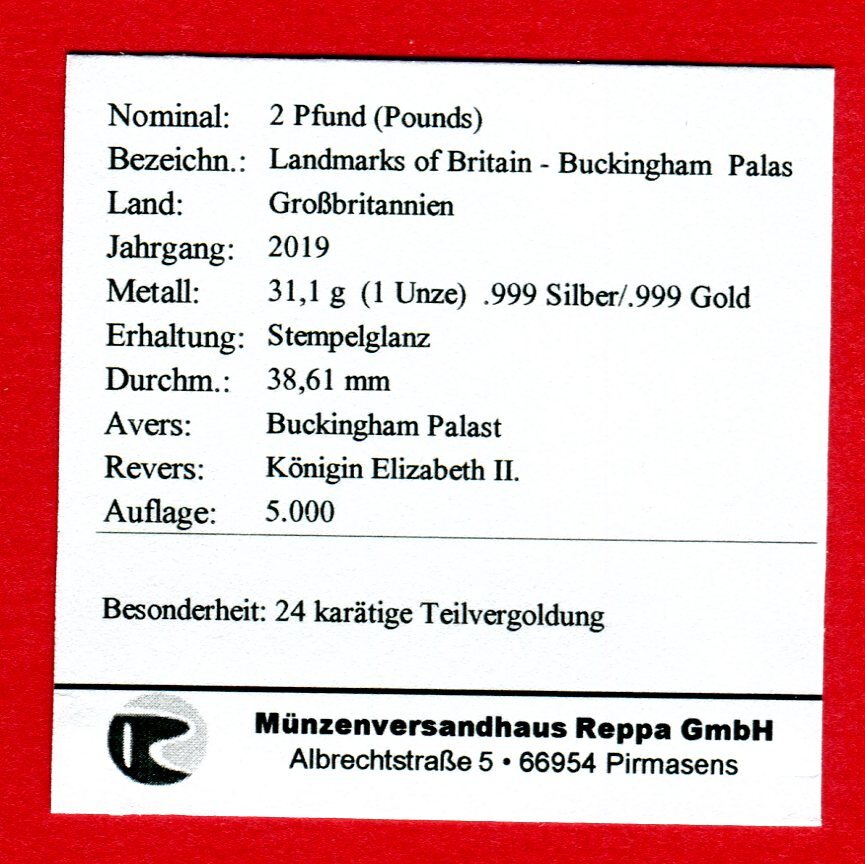 Nominal: 2 Pfund (Pounds)
Bezeichn.: Landmarks of Britain - Buckingham Palas
Land: Großbritannien
Jahrgang: 2019
Metall: 31,1 g (1 Unze) .999 Silber/.999 Gold
Erhaltung: Stempelglanz
Durchm.: 38,61 mm
Avers: Buckingham Palast
Revers: Königin Elizabeth II.
Auflage: 5.000
Besonderheit: 24 karätige Teilvergoldung
Münzenversandhaus Reppa GmbH
Albrechtstraße 5 • 66954 Pirmasens